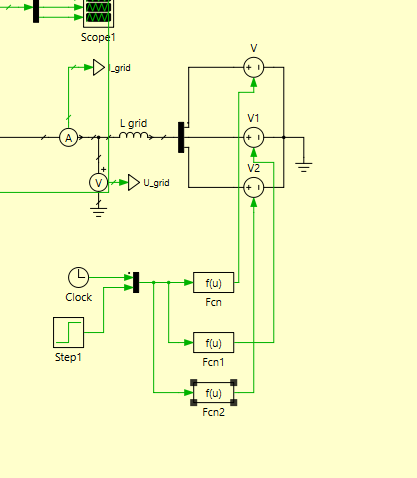 Scope1
V
I_grid
L grid
A
V1
V2
V
U_grid
f(u)
Clock
Fcn
Step1
f(u)
Fcn1
f(u)
Fcn2